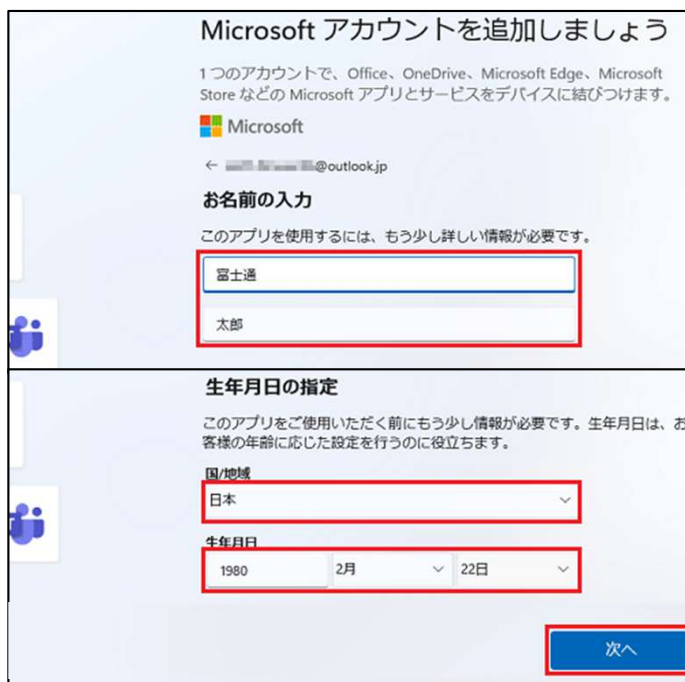 Microsoft アカウントを追加しましょう
1 つのアカウントで、Office、OneDrive、Microsoft Edge、Microsoft
Store などの Microsoft アプリとサービスをデバイスに結びつけます。
Microsoft
← @outlook.jp
お名前の入力
このアプリを使用するには、もう少し詳しい情報が必要です。
富士通
太郎
生年月日の指定
このアプリをご使用いただく前にもう少し情報が必要です。生年月日は、お
客様の年齢に応じた設定を行うのに役立ちます。
国/地域
日本
生年月日
1980 2月 22日
次へ